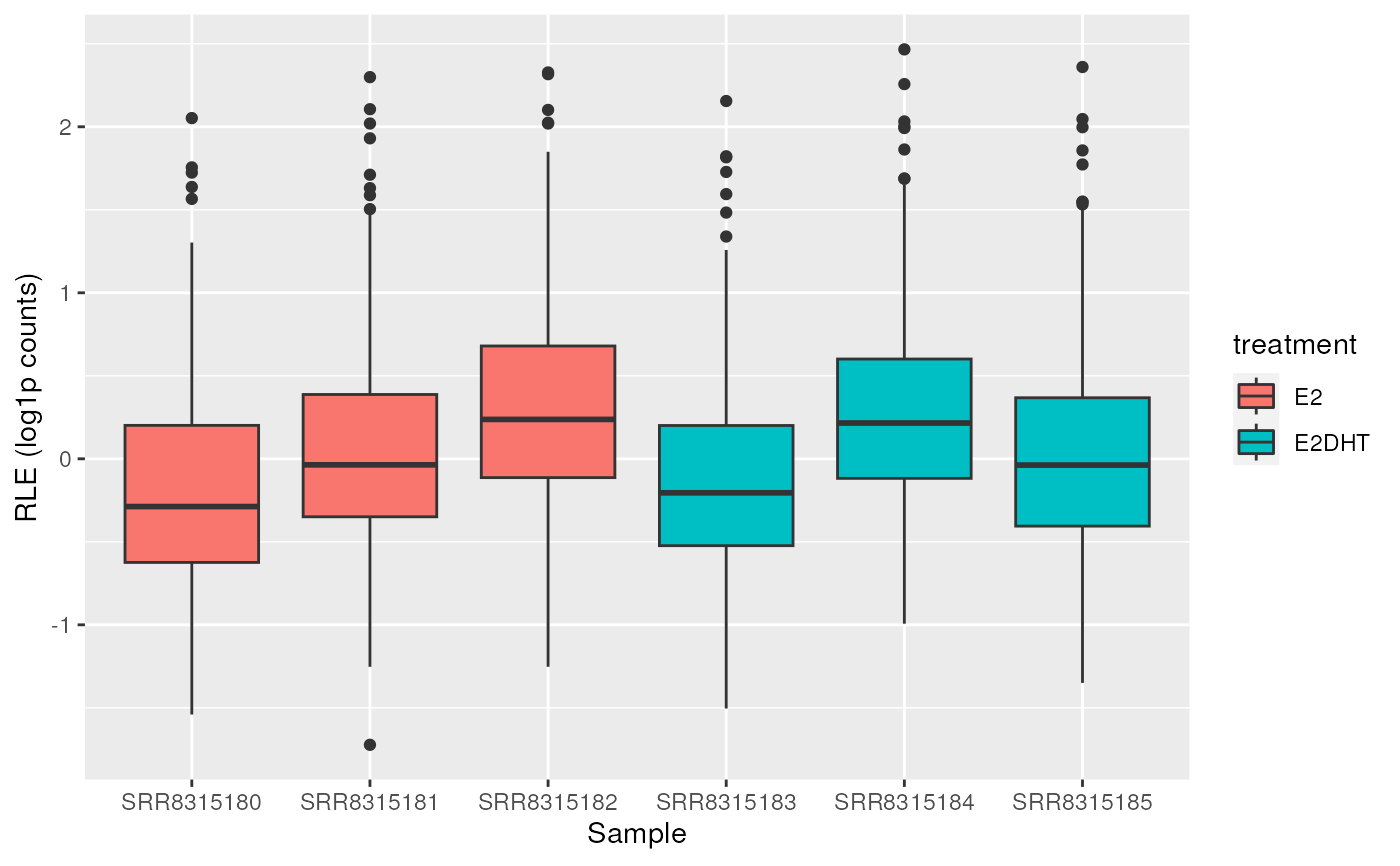 RLE (log1p counts)
2
1
0
-1
SRR8315180 SRR8315181 SRR8315182 SRR8315183 SRR8315184 SRR8315185
Sample
treatment
E2
E2DHT